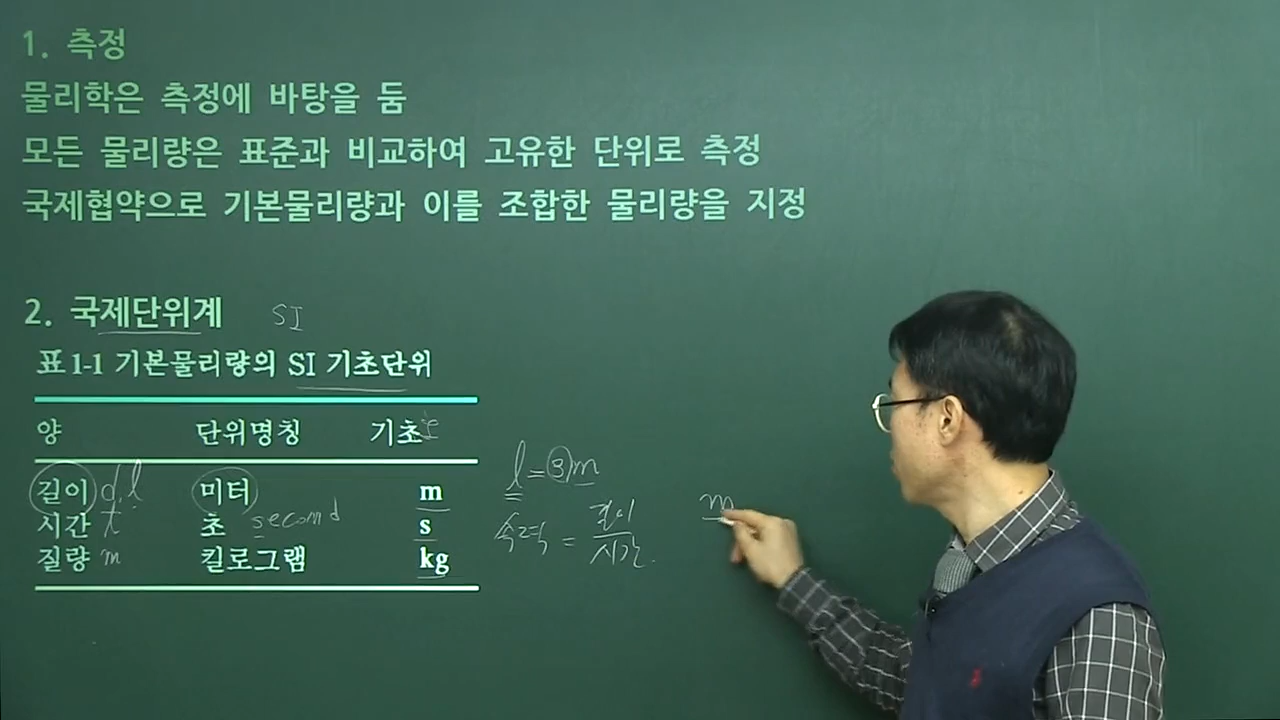 1. 측정
물리학은 측정에 바탕을 둠
모든 물리량은 표준과 비교하여 고유한 단위로 측정
국제협약으로 기본물리량과 이를 조합한 물리량을 지정
2. 국제단위계 SI
표 1-1 기본물리량의 SI 기초단위
양 단위명칭 기초
길이 d, l 미터 m
시간 t 초 second s
질량 m 킬로그램 kg
l = 3m
속력 = 길이 / 시간
m